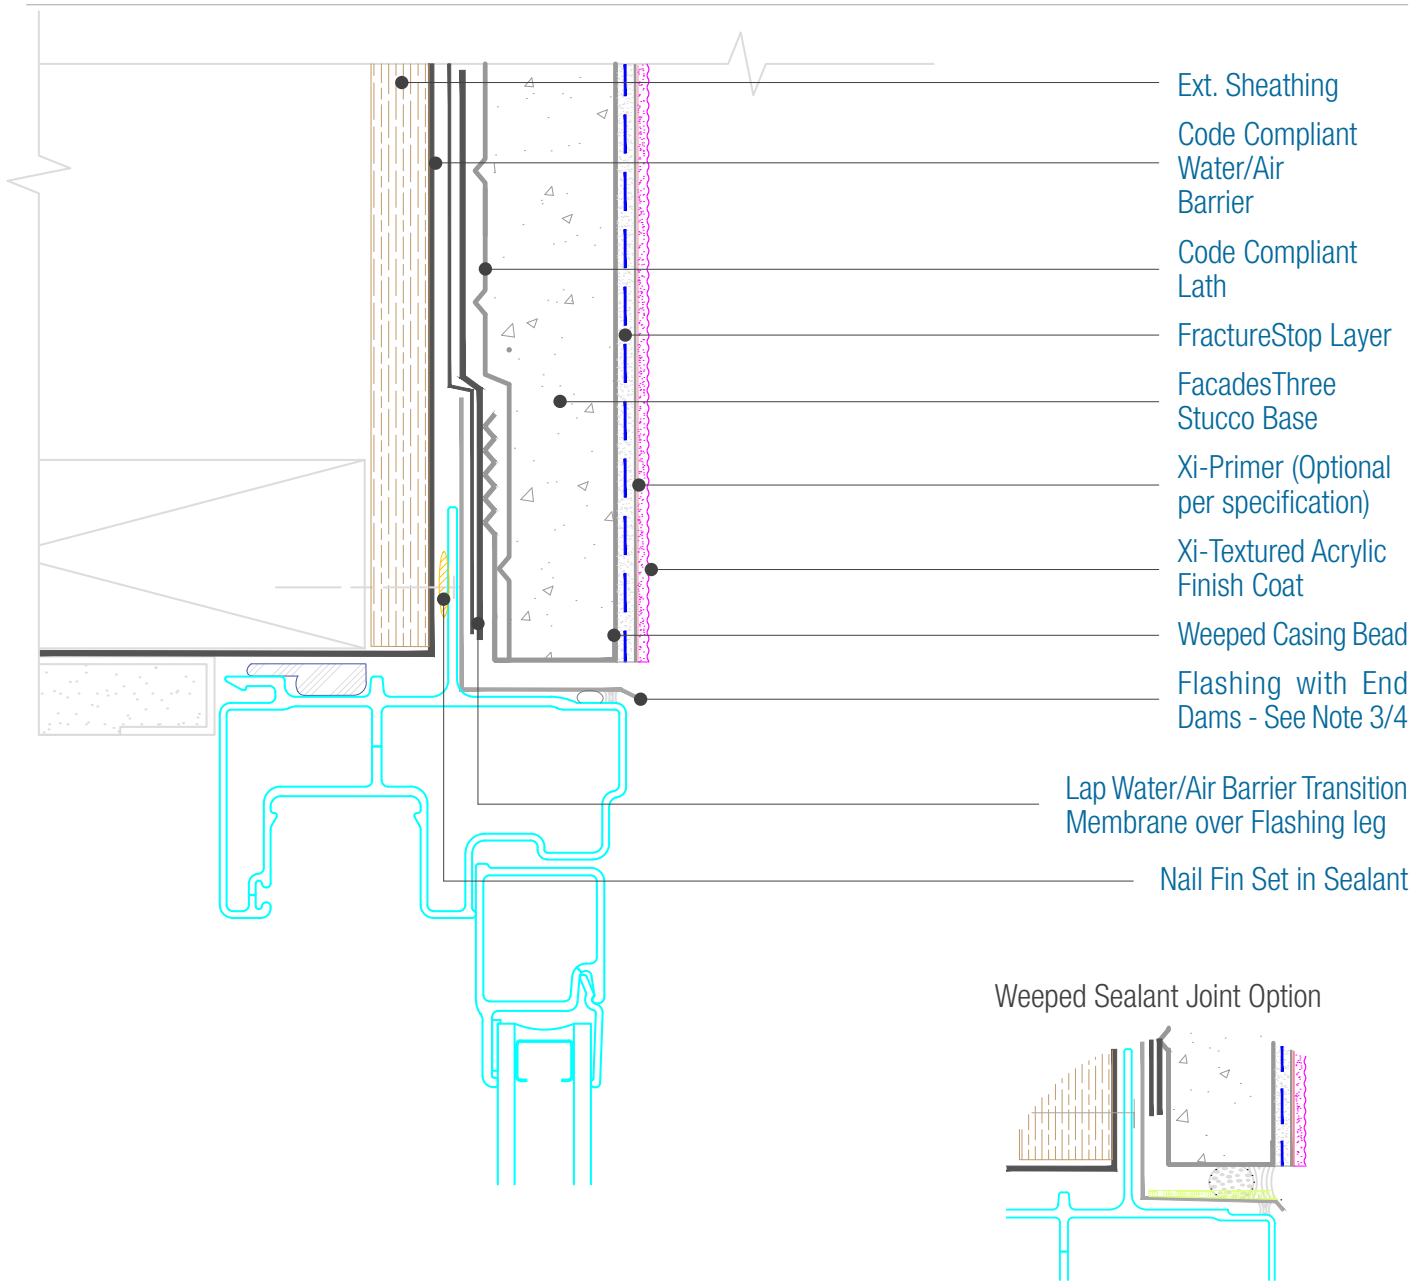 Ext. Sheathing
Code Compliant
Water/Air
Barrier
Code Compliant
Lath
FractureStop Layer
FacadesThree
Stucco Base
Xi-Primer (Optional
per specification)
Xi-Textured Acrylic
Finish Coat
Weeped Casing Bead
Flashing with End
Dams - See Note 3/4
Lap Water/Air Barrier Transition
Membrane over Flashing leg
Nail Fin Set in Sealant
Weeped Sealant Joint Option